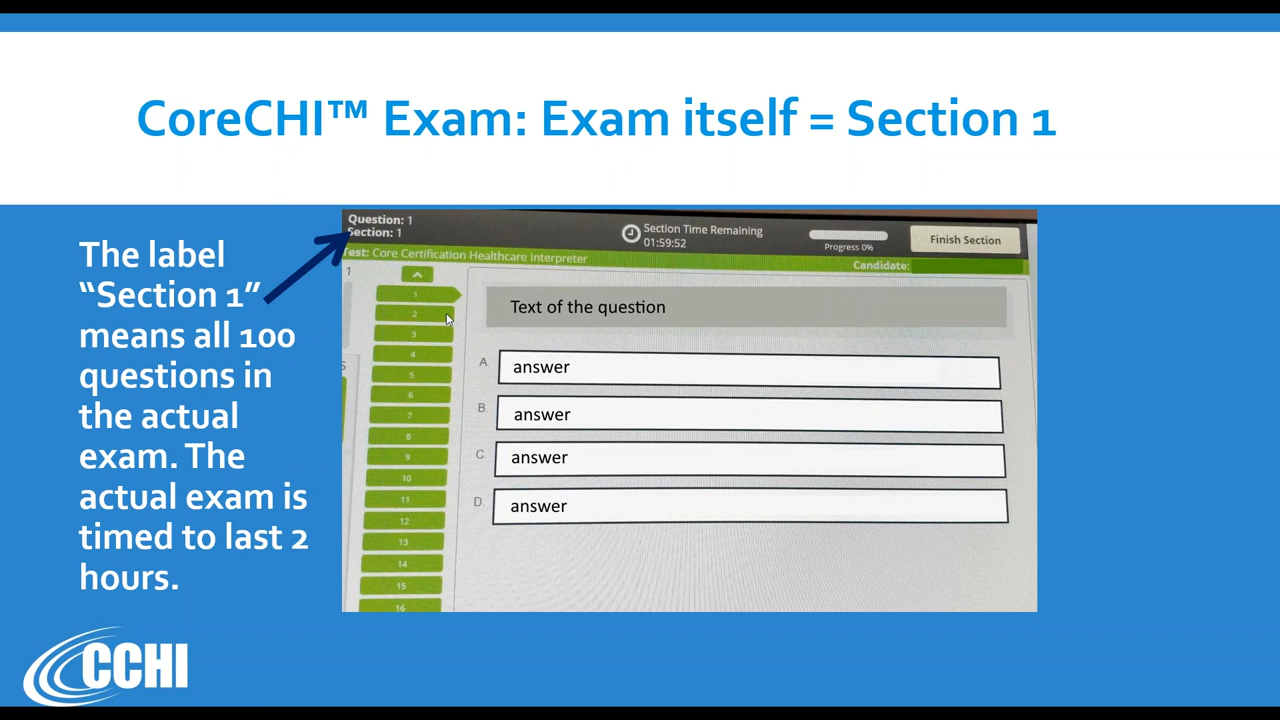 CoreCHI™ Exam: Exam itself = Section 1
The label
“Section 1”
means all 100
questions in
the actual
exam. The
actual exam is
timed to last 2
hours.
Question: 1
Section: 1
Section Time Remaining
01:59:52
Progress 0%
Finish Section
Test: Core Certification Healthcare Interpreter
Candidate:
1
1
2
3
4
5
6
7
8
9
10
11
12
13
14
15
16
Text of the question
A. answer
B. answer
C. answer
D. answer
CCHI